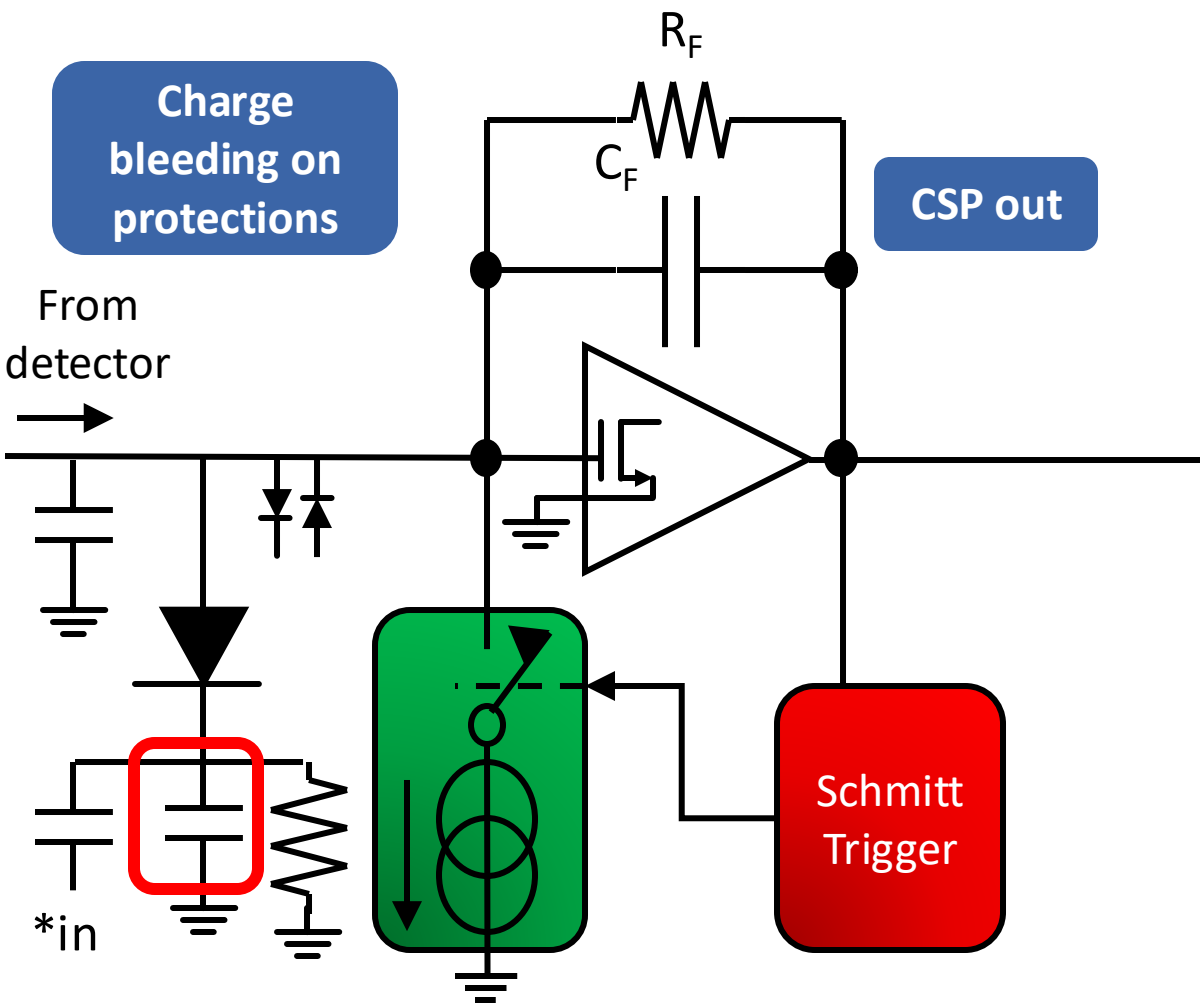 R_F
Charge
bleeding on
protections
C_F
CSP out
From
detector
Schmitt
Trigger
*in